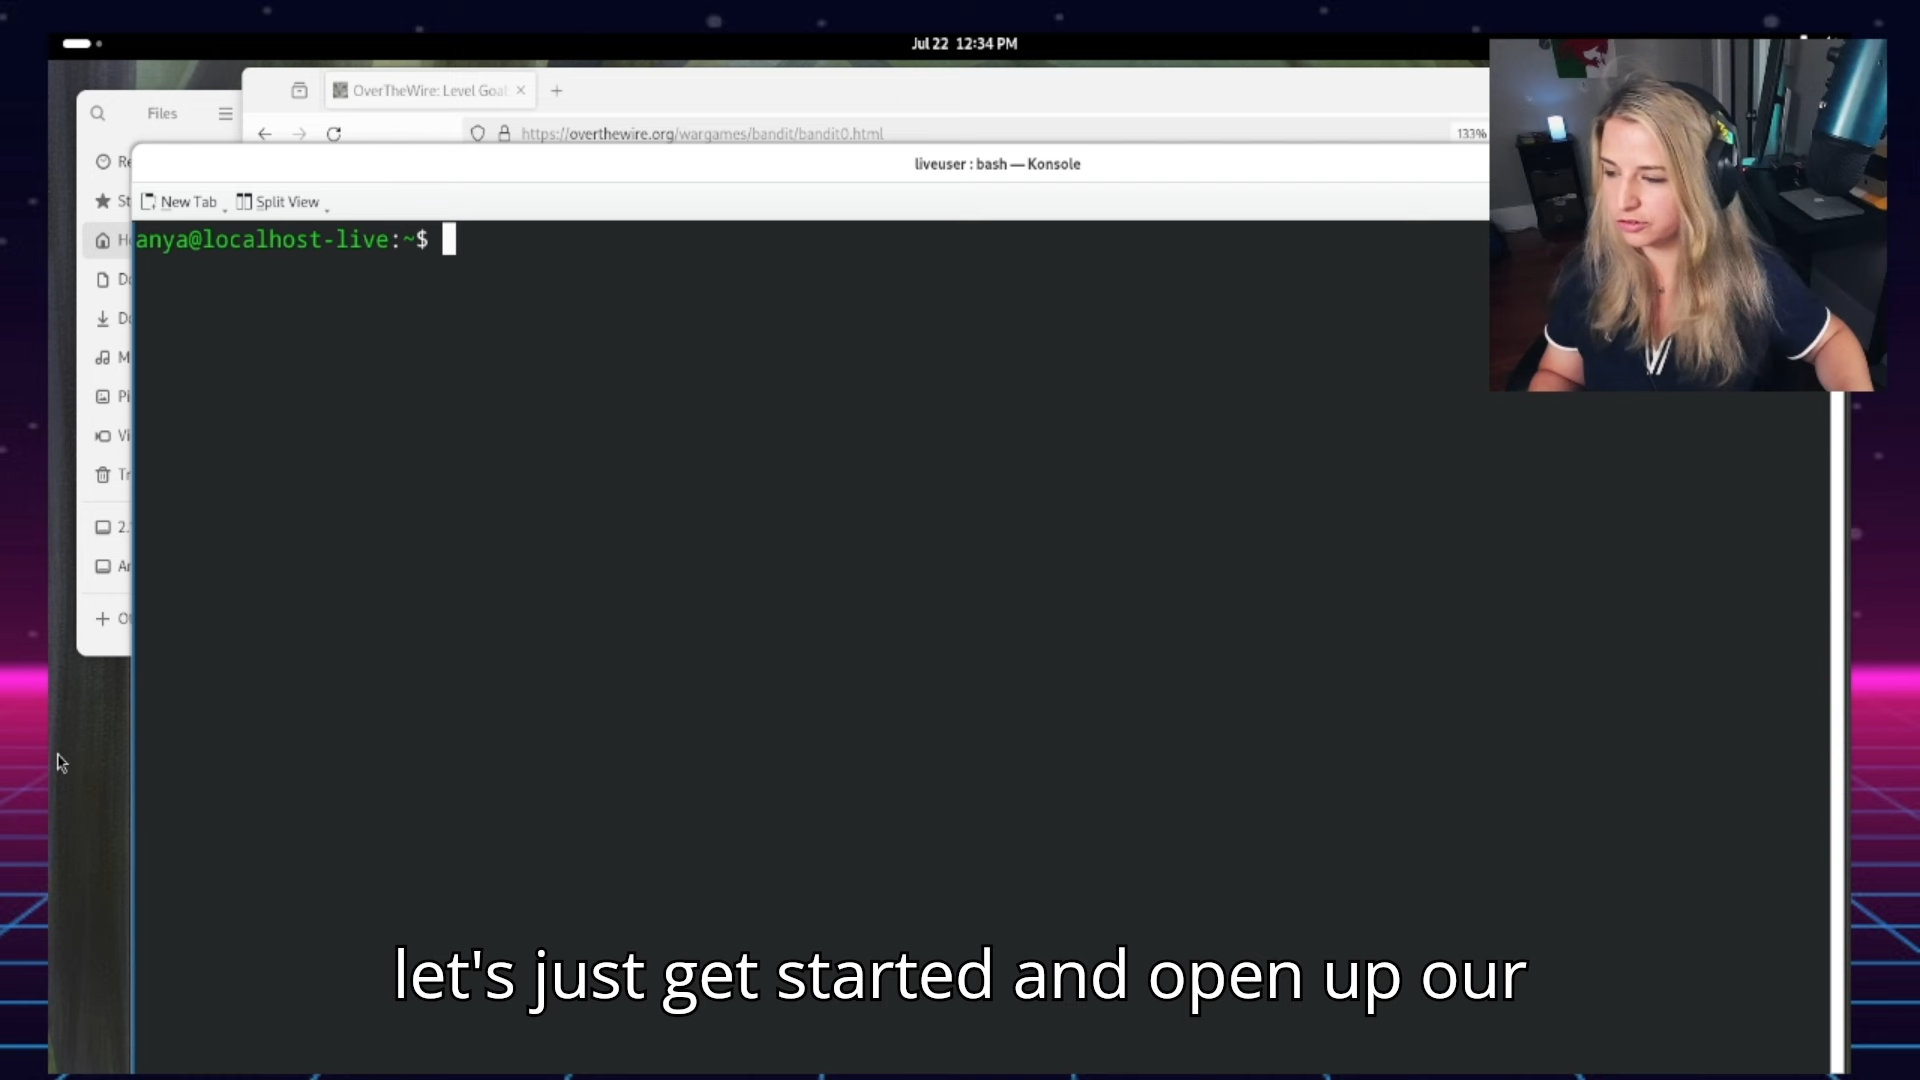 Jul 22 12:34 PM
OverTheWire: Level Goal
Files
https://overthewire.org/wargames/bandit/bandit0.html
133%
liveuser : bash — Konsole
New Tab
Split View
anya@localhost-live:~$
let's just get started and open up our